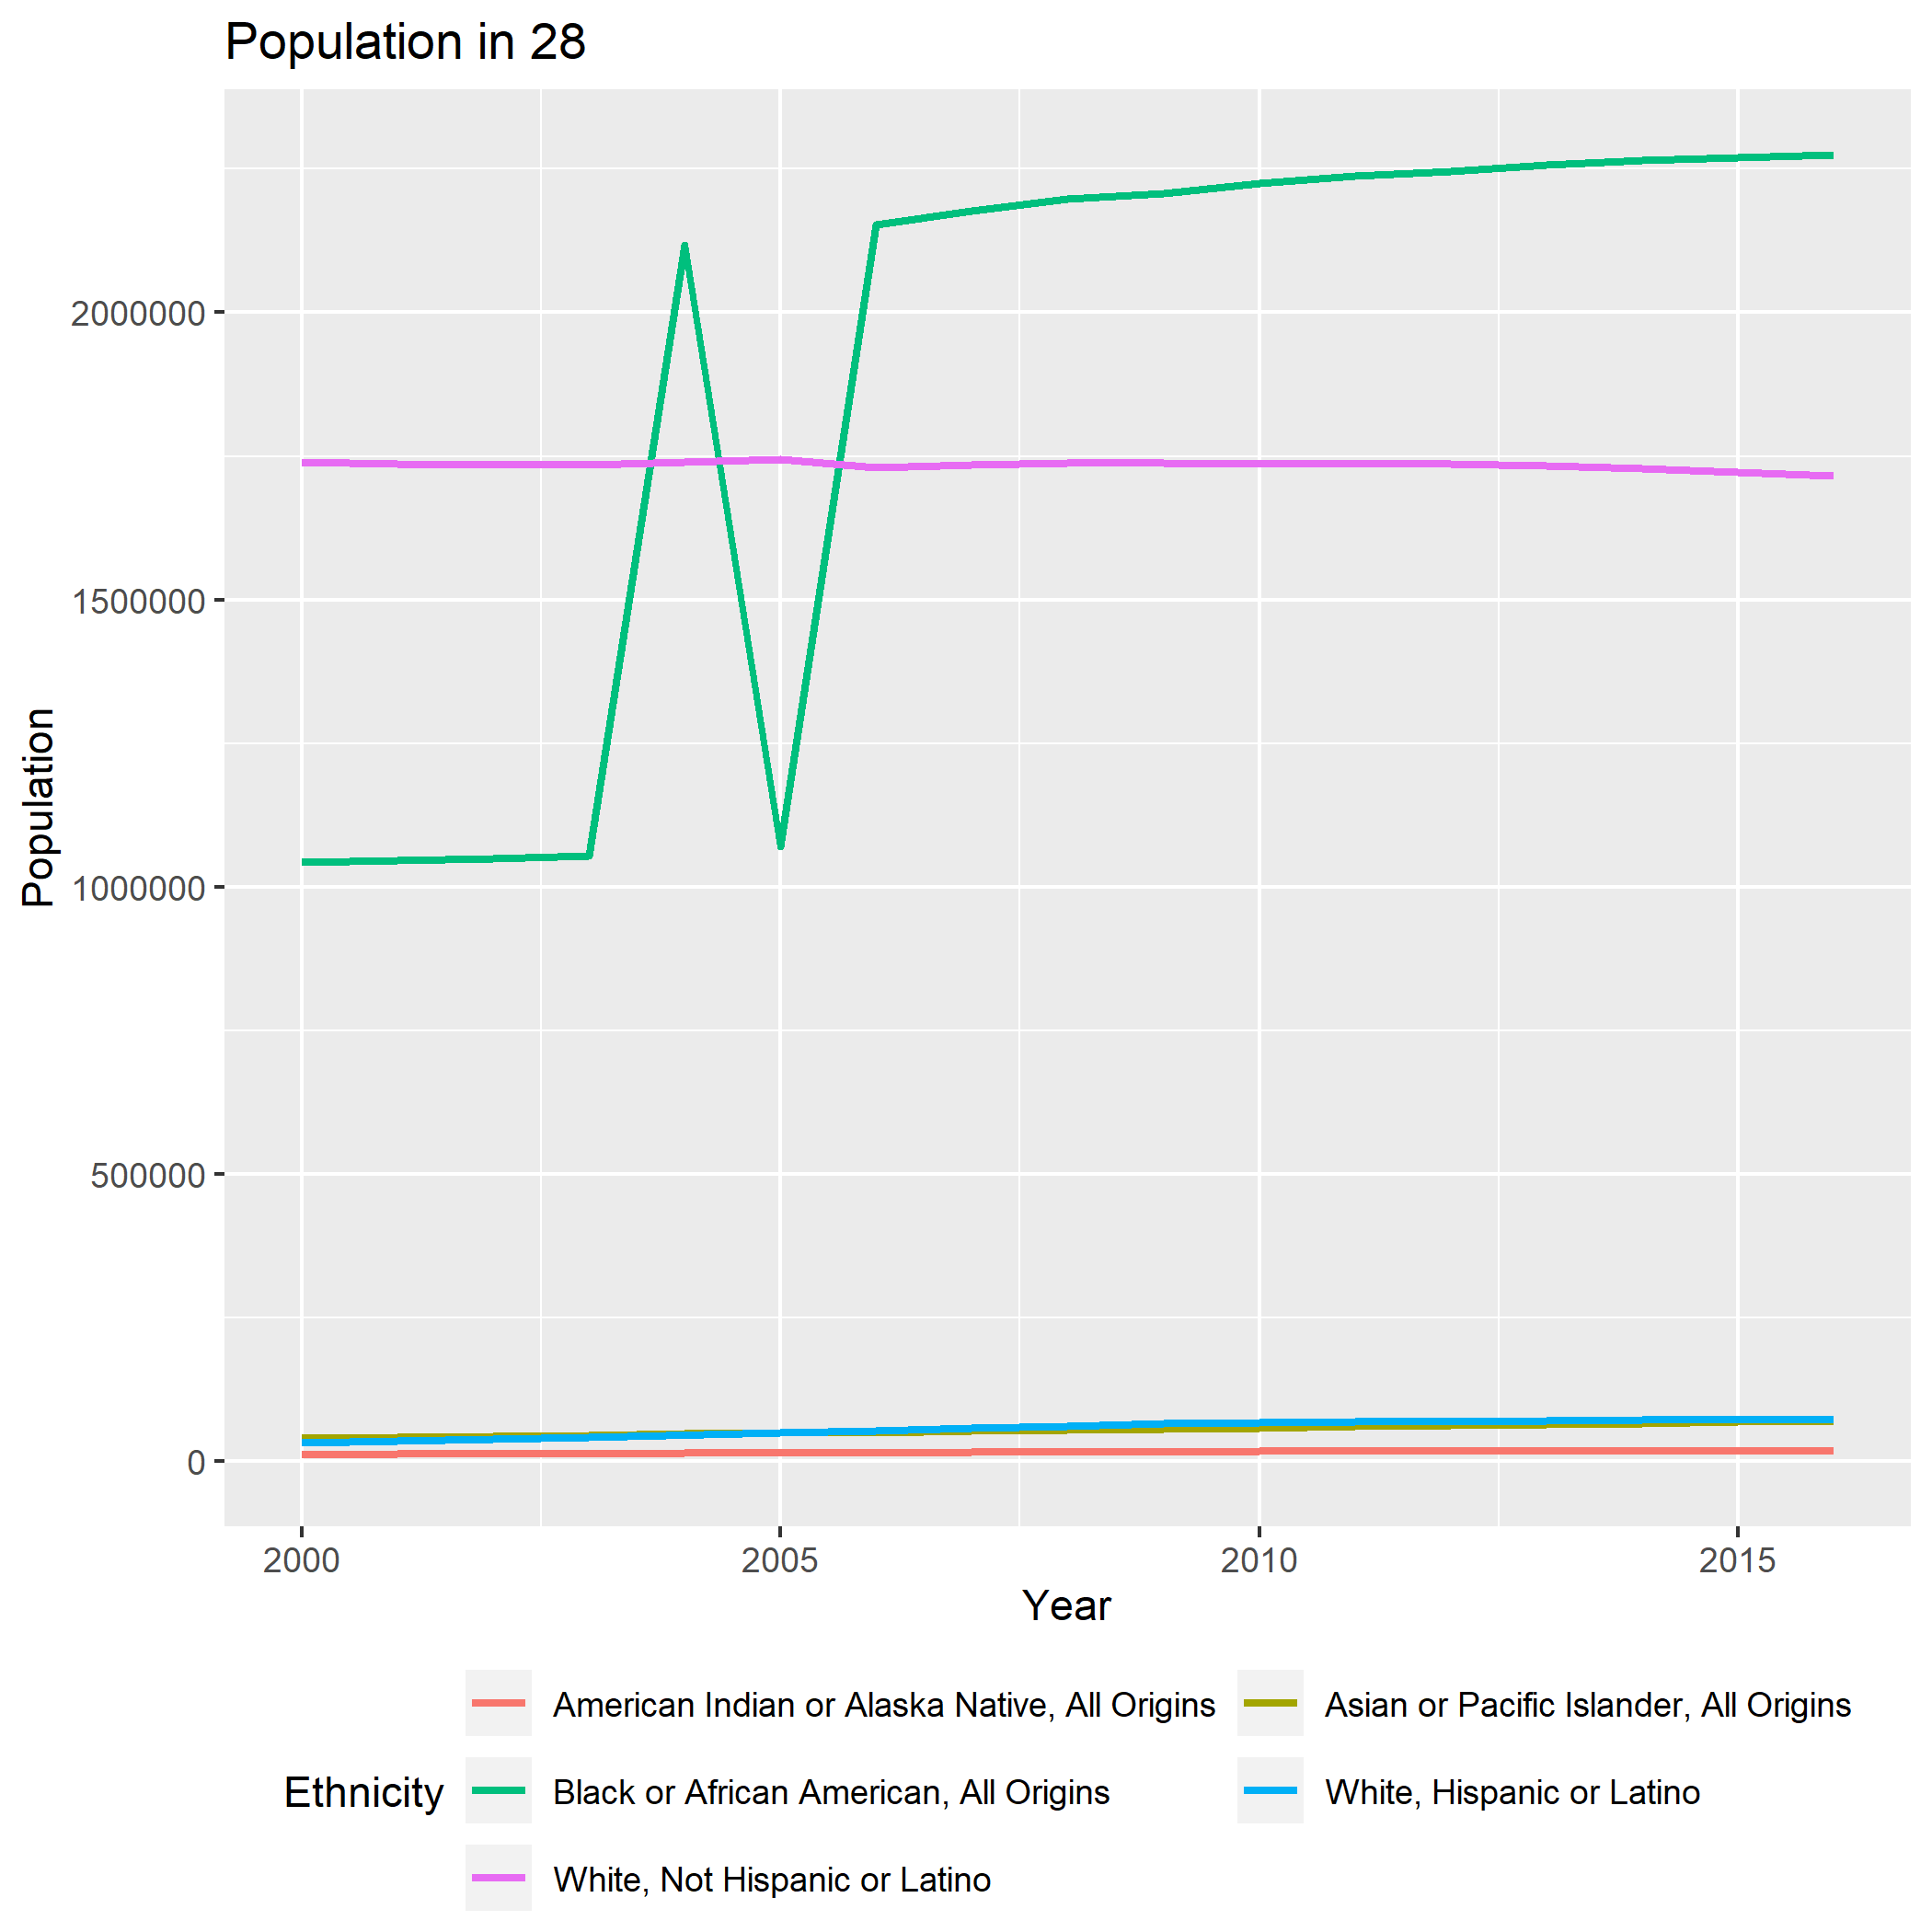 Population in 28
Population
2000000
1500000
1000000
500000
0
2000 2005 2010 2015
Year
Ethnicity
American Indian or Alaska Native, All Origins
Asian or Pacific Islander, All Origins
Black or African American, All Origins
White, Hispanic or Latino
White, Not Hispanic or Latino